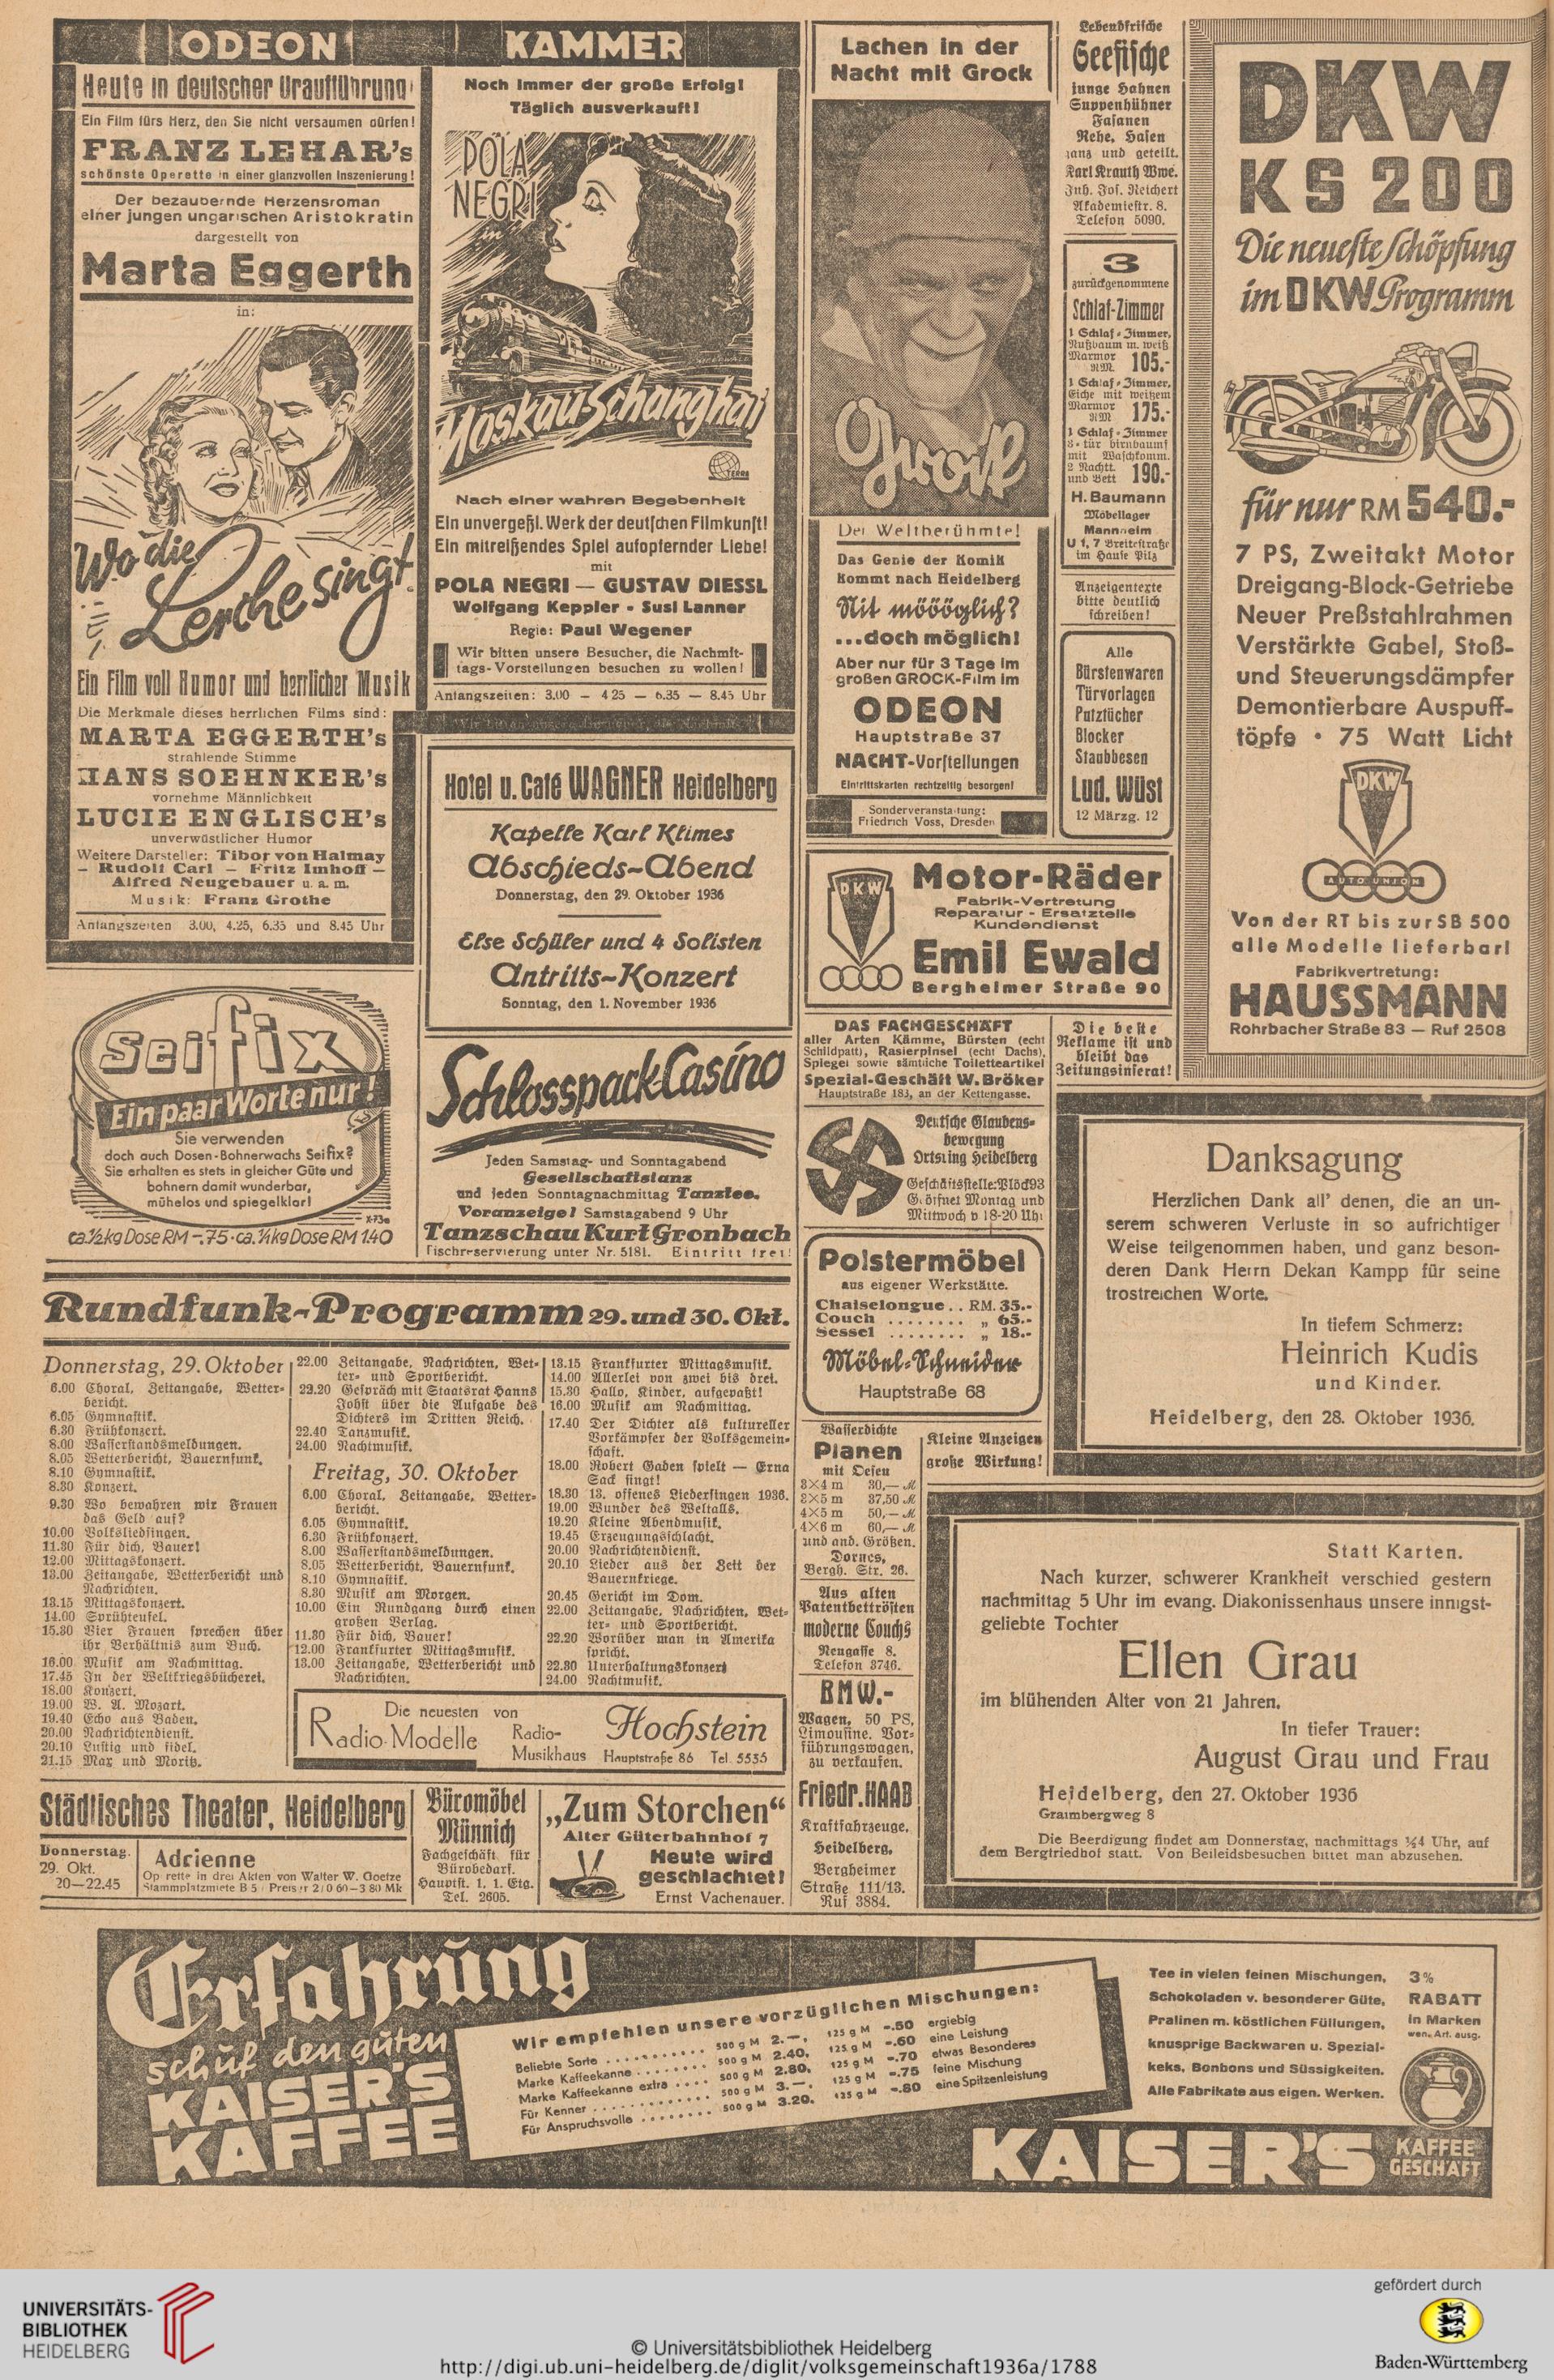 ODEON
Heute in deutscher Uraufführung!
Ein Film fürs Herz, den Sie nicht versäumen dürfen!
FRANZ LEHAR's
schönste Operette in einer glanzvollen Inszenierung!
Der bezaubernde Herzensroman
einer jungen ungarischen Aristokratin
dargestellt von
Marta Eggerth
in:
Wo die
Lerche singt
Ein Film voll Humor und herrlicher Musik
Die Merkmale dieses herrlichen Films sind:
MARTA EGGERTH's
strahlende Stimme
HANS SOEHNKER's
vornehme Männlichkeit
LUCIE ENGLISCH's
unverwüstlicher Humor
Weitere Darsteller: Tibor von Halmay
— Rudolf Carl — Fritz Imhoff —
Alfred Neugebauer u. a. m.
Musik: Franz Grothe
Anfangszeiten 3.00, 4.25, 6.35 und 8.45 Uhr
KAMMER
Noch immer der große Erfolg!
Täglich ausverkauft!
POLA
NEGRI
in
Moskau-Schanghai
TERRA
Nach einer wahren Begebenheit
Ein unvergeßl. Werk der deutschen Filmkunst!
Ein mitreißendes Spiel aufopfernder Liebe!
mit
POLA NEGRI — GUSTAV DIESSL
Wolfgang Keppler - Susi Lanner
Regie: Paul Wegener
Wir bitten unsere Besucher, die Nachmit-
tags-Vorstellungen besuchen zu wollen!
Anfangszeiten: 3.00 — 4 25 — 6.35 — 8.45 Uhr
Hotel u. Café WAGNER Heidelberg
Kapelle Karl Klimes
Abschieds-Abend
Donnerstag, den 29. Oktober 1936
Else Schüler und 4 Solisten
Antritts-Konzert
Sonntag, den 1. November 1936
Seifix
Ein paar Worte nur!
Sie verwenden
doch auch Dosen-Bohnerwachs Seifix?
Sie erhalten es stets in gleicher Güte und
bohnern damit wunderbar,
mühelos und spiegelklar!
X-73a
ca. ½ kg Dose RM -.75 · ca. 1/1 kg Dose RM 1.40
Schlosspark-Casino
Jeden Samstag- und Sonntagabend
Gesellschaftstanz
und jeden Sonntagnachmittag Tanztee.
Voranzeige! Samstagabend 9 Uhr
Tanzschau Kurt Gronbach
Tischreservierung unter Nr. 5181. Eintritt frei!
Lachen in der
Nacht mit Grock
Grock
Der Weltberühmte!
Das Genie der Komik
Kommt nach Heidelberg
Nit möööglich?
...doch möglich!
Aber nur für 3 Tage im
großen GROCK-Film im
ODEON
Hauptstraße 37
NACHT-Vorstellungen
Eintrittskarten rechtzeitig besorgen!
Sonderveranstaltung:
Friedrich Voss, Dresden
Lebendfrische
Seefische
junge Hahnen
Suppenhühner
Fasanen
Rehe, Hasen
ganz und geteilt.
Karl Krauth Wwe.
Inh. Jos. Reichert
Akademiestr. 8.
Telefon 5090.
3
zurückgenommene
Schlaf-Zimmer
1 Schlaf-Zimmer,
Nußbaum m. weiß
Marmor
RM. 105.-
1 Schlaf-Zimmer,
Eiche mit weißem
Marmor
RM 175.-
1 Schlaf-Zimmer
3-tür birnbaumf
mit Waschkomm.
2 Nachtt.
und Bett 190.-
H. Baumann
Möbellager
Mannheim
U 1, 7 Breitestraße
im Hause Pilz
Anzeigentexte
bitte deutlich
schreiben!
Alle
Bürstenwaren
Türvorlagen
Putztücher
Blocker
Staubbesen
Lud. Wüst
12 Märzg. 12
DKW
KS 200
Die neueste Schöpfung
im DKW Programm
für nur RM 540.-
7 PS, Zweitakt Motor
Dreigang-Block-Getriebe
Neuer Preßstahlrahmen
Verstärkte Gabel, Stoß-
und Steuerungsdämpfer
Demontierbare Auspuff-
töpfe • 75 Watt Licht
DKW
AUTO UNION
Von der RT bis zur SB 500
alle Modelle lieferbar!
Fabrikvertretung:
HAUSSMANN
Rohrbacher Straße 83 — Ruf 2508
DKW
Motor-Räder
Fabrik-Vertretung
Reparatur - Ersatzteile
Kundendienst
Emil Ewald
Bergheimer Straße 90
DAS FACHGESCHÄFT
aller Arten Kämme, Bürsten (echt
Schildpatt), Rasierpinsel (echt Dachs),
Spiegel sowie sämtliche Toiletteartikel
Spezial-Geschäft W. Bröker
Hauptstraße 183, an der Kettengasse.
Die beste
Reklame ist und
bleibt das
Zeitungsinserat!
Deutsche Glaubens-
bewegung
Ortsring Heidelberg
Geschäftsstelle: Plöck 93
Geöffnet Montag und
Mittwoch v 18-20 Uhr
Polstermöbel
aus eigener Werkstätte.
Chaiselongue . . RM. 35.-
Couch . . . . . . . . „ 65.-
Sessel . . . . . . . . „ 18.-
Möbel-Schneider
Hauptstraße 68
Danksagung
Herzlichen Dank all' denen, die an un-
serem schweren Verluste in so aufrichtiger
Weise teilgenommen haben, und ganz beson-
deren Dank Herrn Dekan Kampp für seine
trostreichen Worte.
In tiefem Schmerz:
Heinrich Kudis
und Kinder.
Heidelberg, den 28. Oktober 1936.
Rundfunk-Programm 29. und 30. Okt.
Donnerstag, 29. Oktober
6.00 Choral, Zeitangabe, Wetter-
bericht.
6.05 Gymnastik.
6.30 Frühkonzert.
8.00 Wasserstandsmeldungen.
8.05 Wetterbericht, Bauernfunk.
8.10 Gymnastik.
8.30 Konzert.
9.30 Wo bewahren wir Frauen
das Geld auf?
10.00 Volksliedsingen.
11.30 Für dich, Bauer!
12.00 Mittagskonzert.
13.00 Zeitangabe, Wetterbericht und
Nachrichten.
13.15 Mittagskonzert.
14.00 Sprühteufel.
15.30 Vier Frauen sprechen über
ihr Verhältnis zum Buch.
16.00 Musik am Nachmittag.
17.45 In der Weltkriegsbücherei.
18.00 Konzert.
19.00 W. A. Mozart.
19.40 Echo aus Baden.
20.00 Nachrichtendienst.
20.10 Lustig und fidel.
21.15 Max und Moritz.
22.00 Zeitangabe, Nachrichten, Wet-
ter- und Sportbericht.
22.20 Gespräch mit Staatsrat Hanns
Johst über die Aufgabe des
Dichters im Dritten Reich.
22.40 Tanzmusik.
24.00 Nachtmusik.
Freitag, 30. Oktober
6.00 Choral, Zeitangabe, Wetter-
bericht.
6.05 Gymnastik.
6.30 Frühkonzert.
8.00 Wasserstandsmeldungen.
8.05 Wetterbericht, Bauernfunk.
8.10 Gymnastik.
8.30 Musik am Morgen.
10.00 Ein Rundgang durch einen
großen Verlag.
11.30 Für dich, Bauer!
12.00 Frankfurter Mittagsmusik.
13.00 Zeitangabe, Wetterbericht und
Nachrichten.
13.15 Frankfurter Mittagsmusik.
14.00 Allerlei von zwei bis drei.
15.30 Hallo, Kinder, aufgepaßt!
16.00 Musik am Nachmittag.
17.40 Der Dichter als kultureller
Vorkämpfer der Volksgemein-
schaft.
18.00 Robert Gaden spielt — Erna
Sack singt!
18.30 13. offenes Liedersingen 1936.
19.00 Wunder des Weltalls.
19.20 Kleine Abendmusik.
19.45 Erzeugungsschlacht.
20.00 Nachrichtendienst.
20.10 Lieder aus der Zeit der
Bauernkriege.
20.45 Gericht im Dom.
22.00 Zeitangabe, Nachrichten, Wet-
ter- und Sportbericht.
22.20 Worüber man in Amerika
spricht.
22.30 Unterhaltungskonzert
24.00 Nachtmusik.
Die neuesten von
Radio-Modelle
Radio-
Musikhaus
Hochstein
Hauptstraße 86 Tel. 5535
Wasserdichte
Planen
mit Oesen
3×4 m 30,— ℳ
3×5 m 37,50 ℳ
4×5 m 50,— ℳ
4×6 m 60,— ℳ
und and. Größen.
Dornes,
Bergh. Str. 26.
Kleine Anzeigen
große Wirkung!
Aus alten
Patentbettrösten
moderne Couchs
Neugasse 8.
Telefon 3746.
BMW.-
Wagen, 50 PS,
Limousine, Vor-
führungswagen,
zu verkaufen.
Friedr. HAAB
Kraftfahrzeuge,
Heidelberg,
Bergheimer
Straße 111/13.
Ruf 3884.
Statt Karten.
Nach kurzer, schwerer Krankheit verschied gestern
nachmittag 5 Uhr im evang. Diakonissenhaus unsere innigst-
geliebte Tochter
Ellen Grau
im blühenden Alter von 21 Jahren.
In tiefer Trauer:
August Grau und Frau
Heidelberg, den 27. Oktober 1936
Graimbergweg 8
Die Beerdigung findet am Donnerstag, nachmittags ¼4 Uhr, auf
dem Bergfriedhof statt. Von Beileidsbesuchen bittet man abzusehen.
Städtisches Theater, Heidelberg
Donnerstag.
29. Okt.
20—22.45
Adrienne
Operette in drei Akten von Walter W. Goetze
Stammplatzmiete B 5
Büromöbel
Münnich
Fachgeschäft für
Bürobedarf.
Hauptst. 1, 1. Etg.
Tel. 2605.
„Zum Storchen“
Alter Güterbahnhof 7
Heute wird
geschlachtet!
Ernst Vachenauer.
Erfahrung
schuf den guten
KAISER'S
KAFFEE
Wir empfehlen unsere vorzüglichen Mischungen:
Beliebte Sorte . . . . . . . . . . . 500 g M 2.—, 125 g M -.50 ergiebig
Marke Kaffeekanne . . . . . . . . 500 g M 2.40, 125 g M -.60 eine Leistung
Marke Kaffeekanne extra . . . . 500 g M 2.80, 125 g M -.70 etwas Besonderes
Für Kenner . . . . . . . . . . . . . 500 g M 3.—, 125 g M -.75 feine Mischung
Für Anspruchsvolle . . . . . . . . 500 g M 3.20, 125 g M -.80 eine Spitzenleistung
Tee in vielen feinen Mischungen,
Schokoladen v. besonderer Güte,
Pralinen m. köstlichen Füllungen,
knusprige Backwaren u. Spezial-
keks, Bonbons und Süssigkeiten.
Alle Fabrikate aus eigen. Werken.
3%
RABATT
in Marken
wen. Art. ausg.
KAISER'S
KAFFEE
GESCHÄFT
UNIVERSITÄTS-
BIBLIOTHEK
HEIDELBERG
© Universitätsbibliothek Heidelberg
http://digi.ub.uni-heidelberg.de/diglit/volksgemeinschaft1936a/1788
gefördert durch
Baden-Württemberg